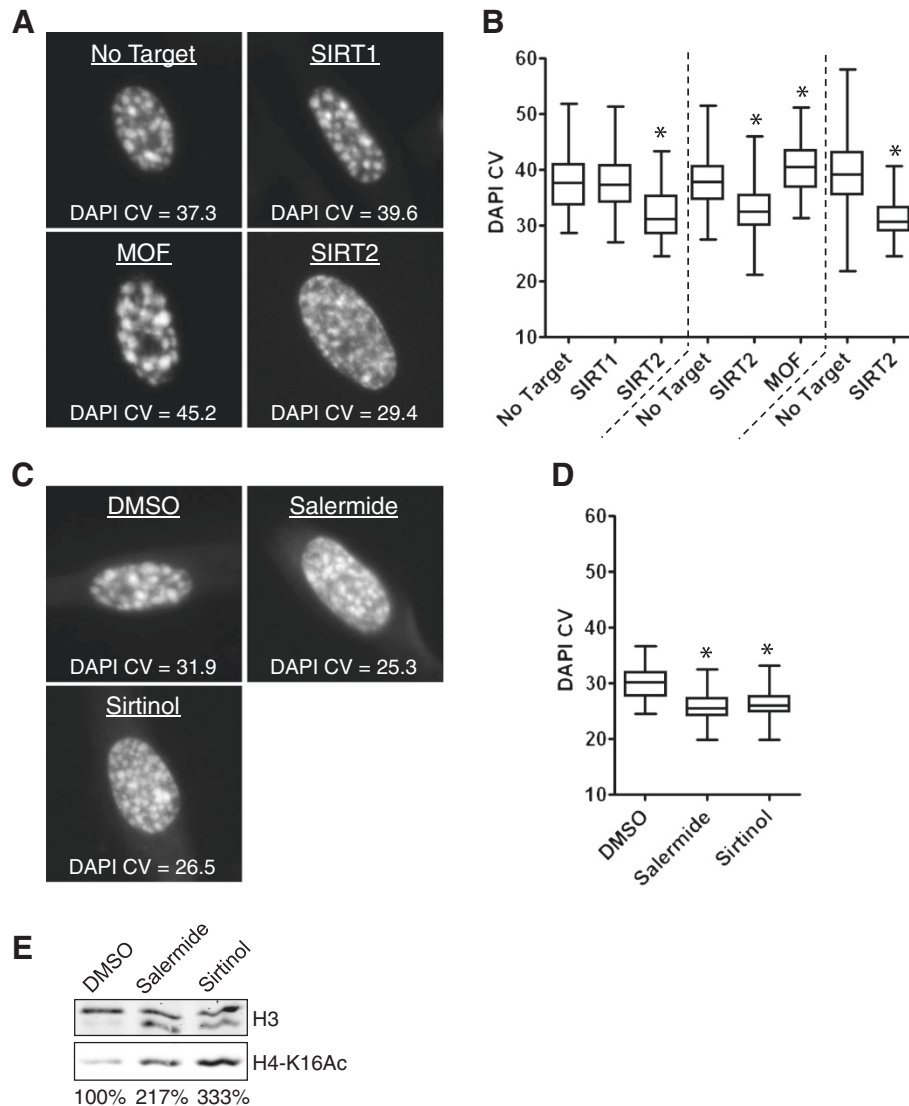 A
No Target
DAPI CV = 37.3
SIRT1
DAPI CV = 39.6
MOF
DAPI CV = 45.2
SIRT2
DAPI CV = 29.4
B
DAPI CV
60
50
40
30
20
10
*
*
*
*
No Target
SIRT1
SIRT2
No Target
SIRT2
MOF
No Target
SIRT2
C
DMSO
DAPI CV = 31.9
Salermide
DAPI CV = 25.3
Sirtinol
DAPI CV = 26.5
D
DAPI CV
60
50
40
30
20
10
*
*
DMSO
Salermide
Sirtinol
E
DMSO
Salermide
Sirtinol
H3
H4-K16Ac
100% 217% 333%